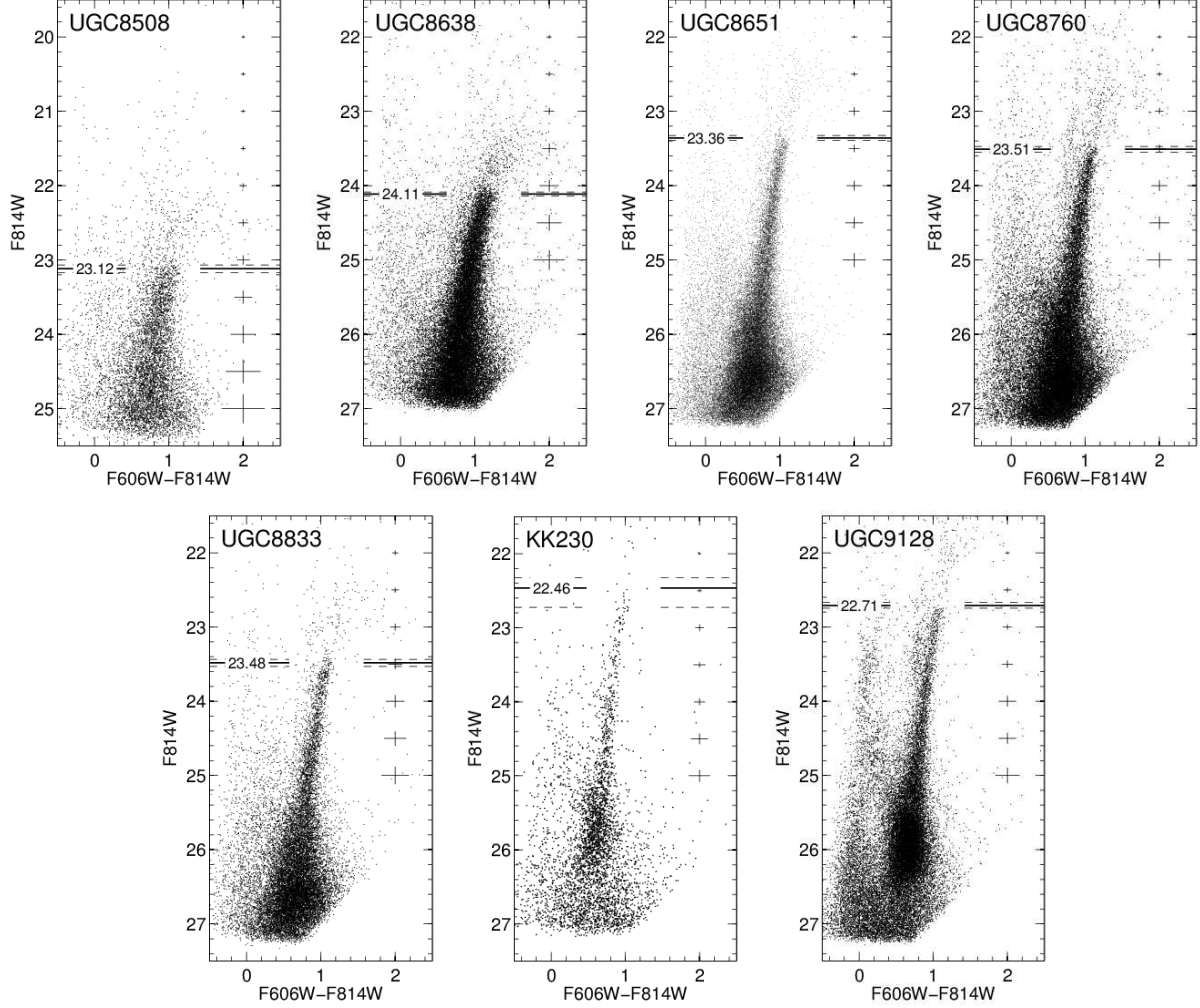 UGC8508
20
21
22
23
24
25
23.12
F814W
0 1 2
F606W−F814W
UGC8638
22
23
24
25
26
27
24.11
F814W
0 1 2
F606W−F814W
UGC8651
22
23
24
25
26
27
23.36
F814W
0 1 2
F606W−F814W
UGC8760
22
23
24
25
26
27
23.51
F814W
0 1 2
F606W−F814W
UGC8833
22
23
24
25
26
27
23.48
F814W
0 1 2
F606W−F814W
KK230
22
23
24
25
26
27
22.46
F814W
0 1 2
F606W−F814W
UGC9128
22
23
24
25
26
27
22.71
F814W
0 1 2
F606W−F814W